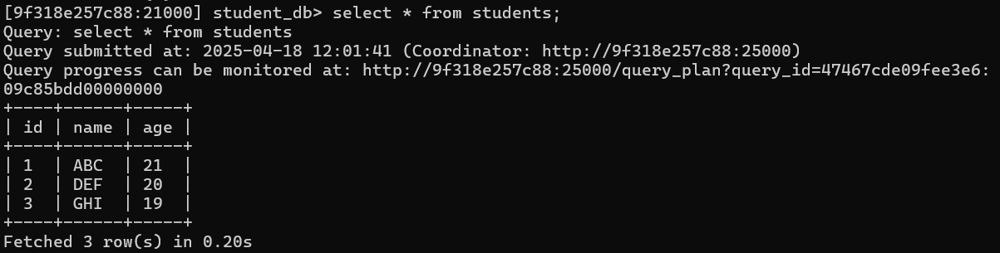 [9f318e257c88:21000] student_db> select * from students;
Query: select * from students
Query submitted at: 2025-04-18 12:01:41 (Coordinator: http://9f318e257c88:25000)
Query progress can be monitored at: http://9f318e257c88:25000/query_plan?query_id=47467cde09fee3e6:
09c85bdd00000000
+----+------+-----+
| id | name | age |
+----+------+-----+
| 1  | ABC  | 21  |
| 2  | DEF  | 20  |
| 3  | GHI  | 19  |
+----+------+-----+
Fetched 3 row(s) in 0.20s